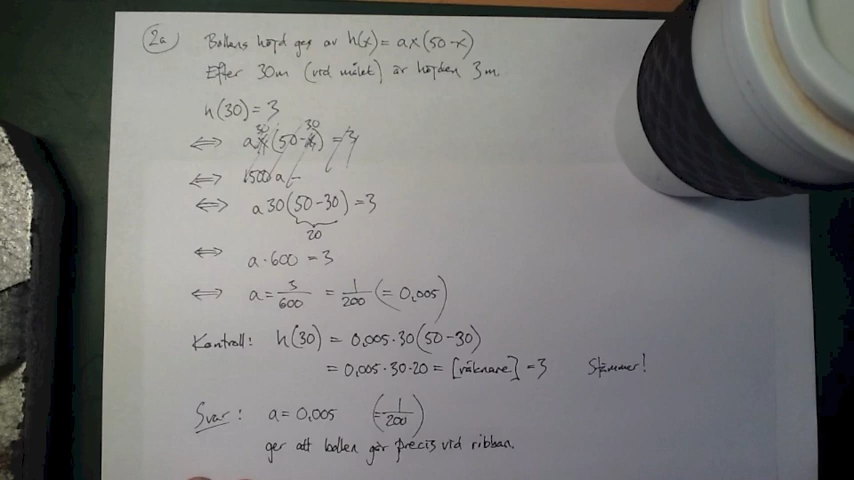 2a Bollens höjd ges av h(x) = ax(50-x)
Efter 30m (vid målet) är höjden 3m.
h(30) = 3
⇔ a 30 (50-30) = 3
⇔ 1500a -
⇔ a 30(50-30) = 3
20
⇔ a·600 = 3
⇔ a = 3/600 = 1/200 (= 0,005)
Kontroll: h(30) = 0,005·30(50-30)
= 0,005·30·20 = [räknare] = 3 Stämmer!
Svar: a = 0,005 (= 1/200)
ger att bollen går precis vid ribban.